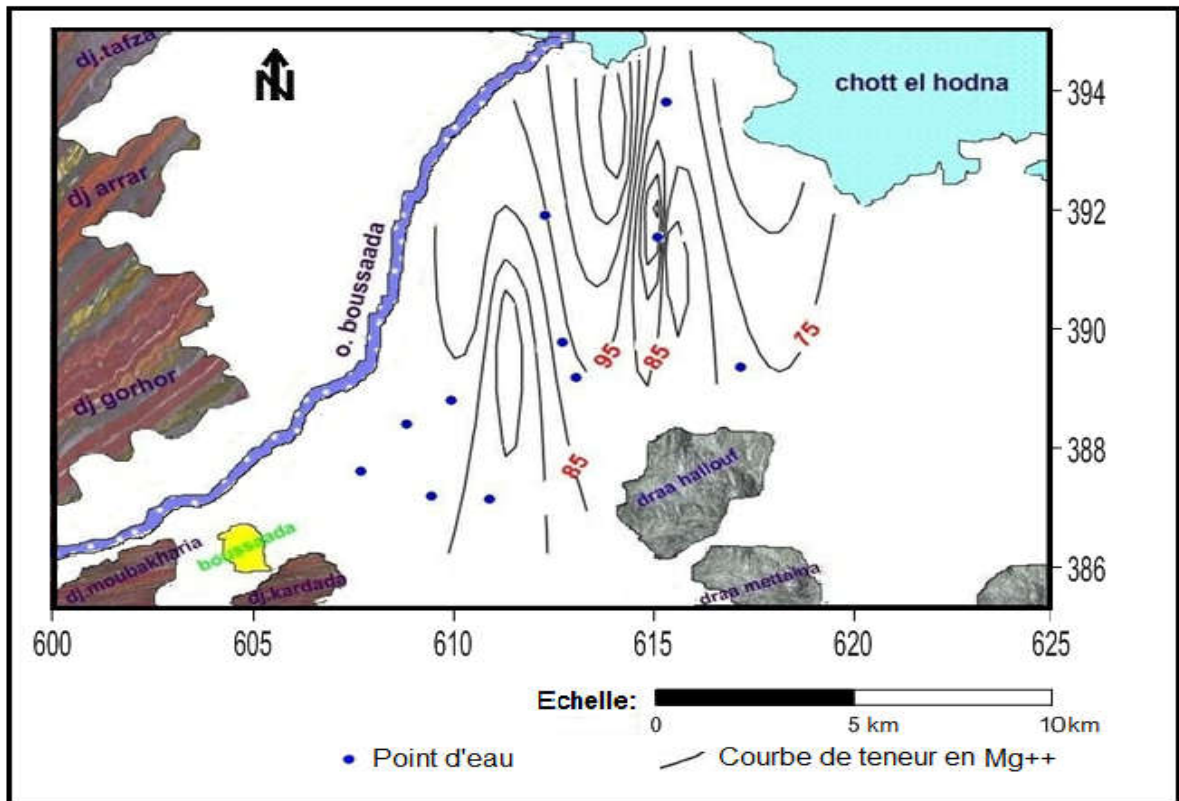 dj.tafza
N
chott el hodna
394
dj arrar
392
o. boussaada
390
95
85
75
dj gorhor
388
85
draa hallouf
boussaada
dj.moubakharia
dj.kardada
draa mettaina
386
600
605
610
615
620
625
Echelle:
0
5 km
10km
Point d'eau
Courbe de teneur en Mg++